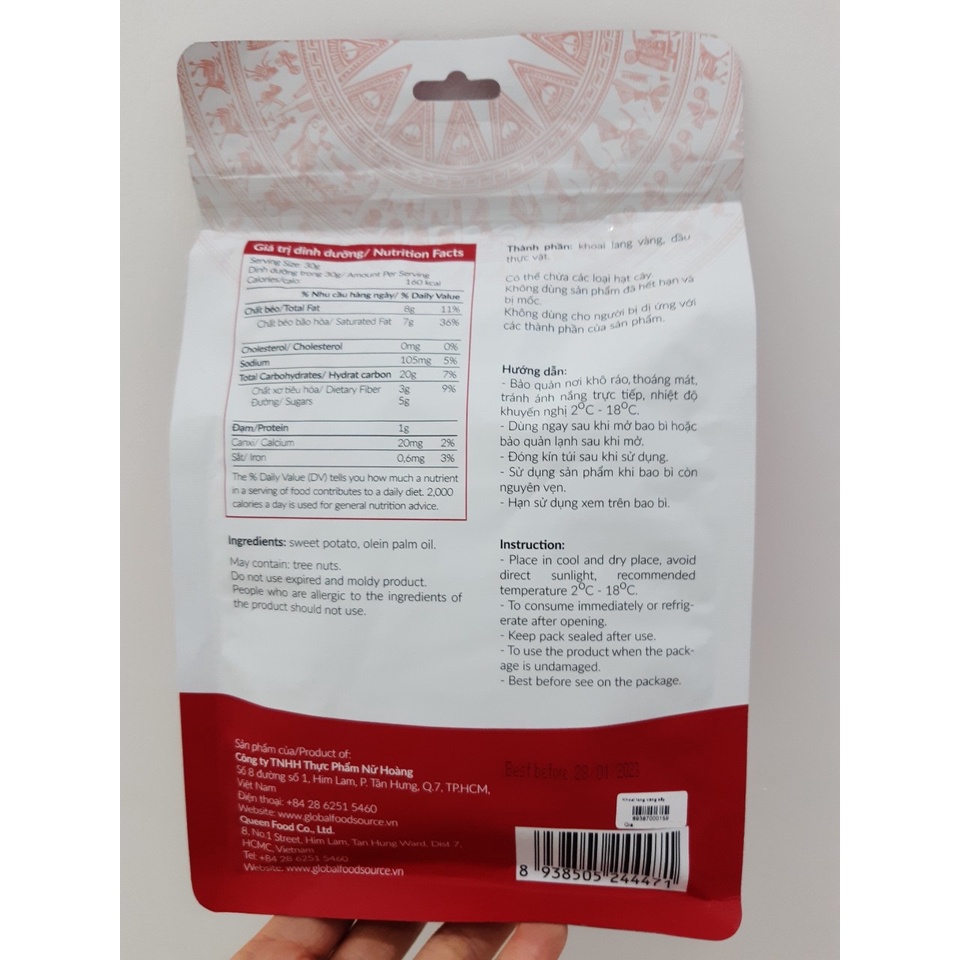 Giá trị dinh dưỡng/ Nutrition Facts
Serving Size: 30g
Dinh dưỡng trong 30g/ Amount Per Serving
Calories/calo: 160 kcal
% Nhu cầu hàng ngày/ % Daily Value
Chất béo/Total Fat 8g 11%
Chất béo bão hòa/ Saturated Fat 7g 36%
Cholesterol/ Cholesterol 0mg 0%
Sodium 105mg 5%
Total Carbohydrates/ Hydrat carbon 20g 7%
Chất xơ tiêu hóa/ Dietary Fiber 3g 9%
Đường/ Sugars 5g
Đạm/Protein 1g
Canxi/ Calcium 20mg 2%
Sắt/ Iron 0,6mg 3%
The % Daily Value (DV) tells you how much a nutrient
in a serving of food contributes to a daily diet. 2,000
calories a day is used for general nutrition advice.
Ingredients: sweet potato, olein palm oil.
May contain: tree nuts.
Do not use expired and moldy product.
People who are allergic to the ingredients of
the product should not use.
Thành phần: khoai lang vàng, dầu
thực vật.
Có thể chứa các loại hạt cây.
Không dùng sản phẩm đã hết hạn và
bị mốc.
Không dùng cho người bị dị ứng với
các thành phần của sản phẩm.
Hướng dẫn:
- Bảo quản nơi khô ráo, thoáng mát,
tránh ánh nắng trực tiếp, nhiệt độ
khuyến nghị 2⁰C - 18⁰C.
- Dùng ngay sau khi mở bao bì hoặc
bảo quản lạnh sau khi mở.
- Đóng kín túi sau khi sử dụng.
- Sử dụng sản phẩm khi bao bì còn
nguyên vẹn.
- Hạn sử dụng xem trên bao bì.
Instruction:
- Place in cool and dry place, avoid
direct sunlight, recommended
temperature 2⁰C - 18⁰C.
- To consume immediately or refrig-
erate after opening.
- Keep pack sealed after use.
- To use the product when the pack-
age is undamaged.
- Best before see on the package.
Sản phẩm của/Product of:
Công ty TNHH Thực Phẩm Nữ Hoàng
Số 8 đường số 1, Him Lam, P. Tân Hưng, Q.7, TP.HCM,
Việt Nam
Điện thoại: +84 28 6251 5460
Website: www.globalfoodsource.vn
Queen Food Co., Ltd.
8, No.1 Street, Him Lam, Tan Hung Ward, Dist 7,
HCMC, Vietnam
Tel: +84 28 6251 5460
Website: www.globalfoodsource.vn
Best before: 28/01/2023
Khoai lang vàng sấy
Giá
8 938505 244471